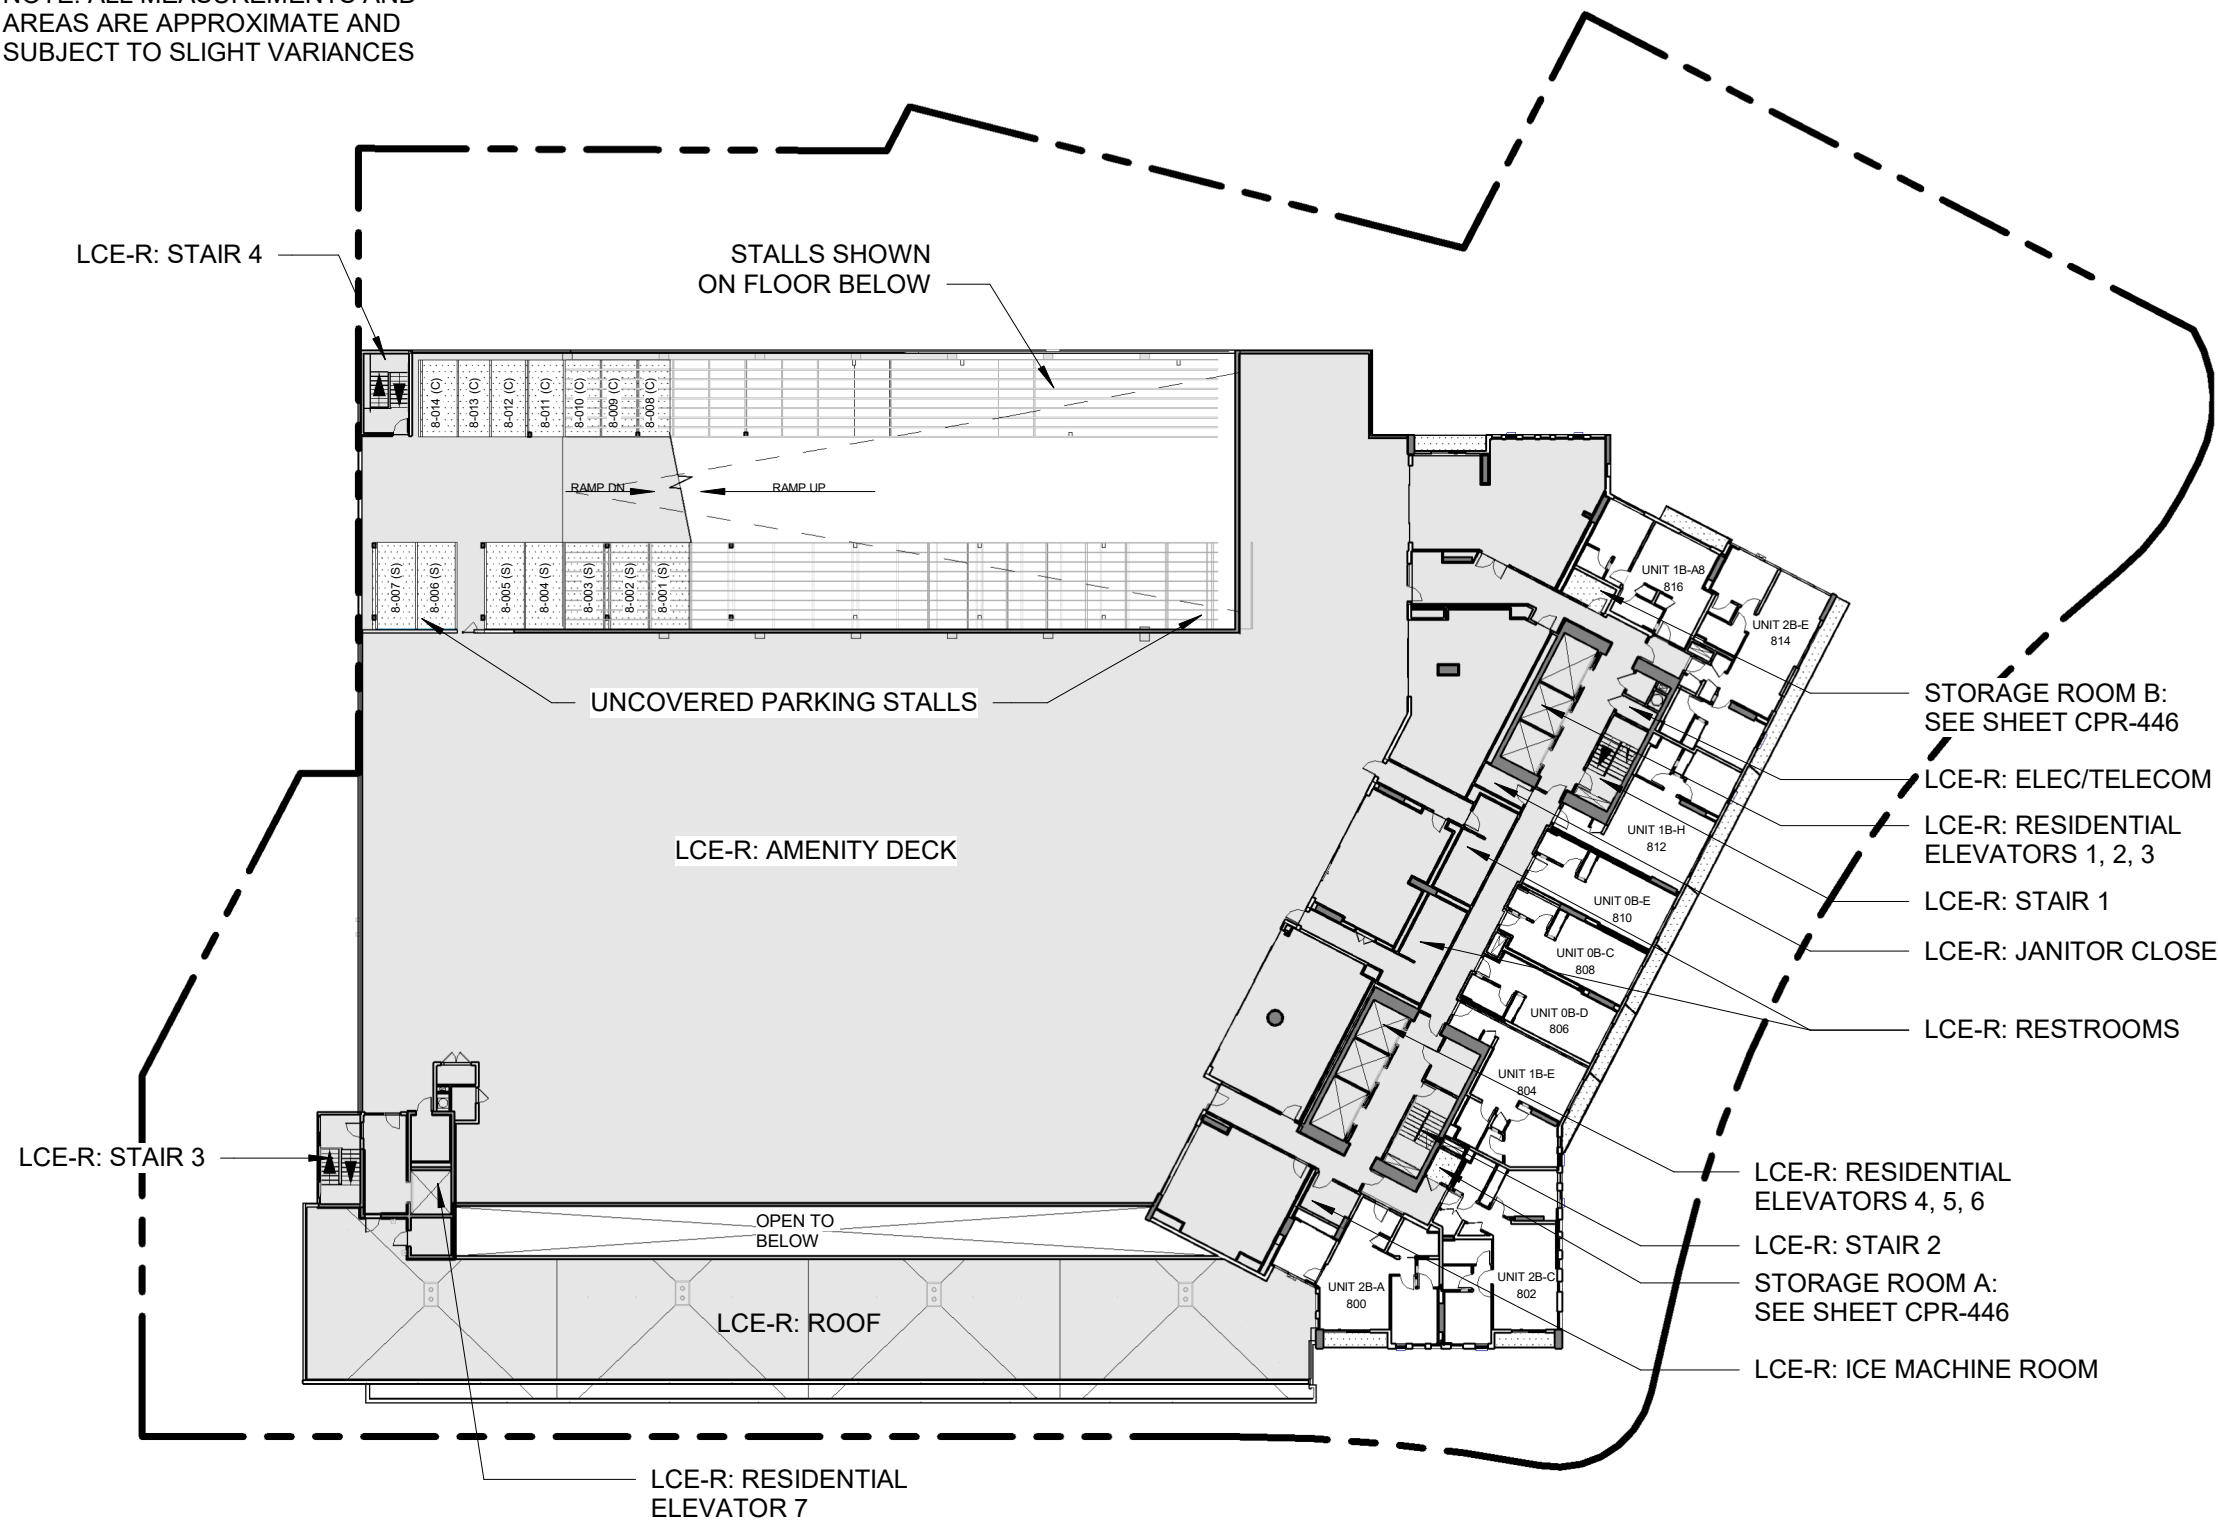 NOTE: ALL MEASUREMENTS AND
AREAS ARE APPROXIMATE AND
SUBJECT TO SLIGHT VARIANCES
LCE-R: STAIR 4
STALLS SHOWN
ON FLOOR BELOW
8-014 (C)
8-013 (C)
8-012 (C)
8-011 (C)
8-010 (C)
8-009 (C)
8-008 (C)
RAMP DN
RAMP UP
8-007 (S)
8-006 (S)
8-005 (S)
8-004 (S)
8-003 (S)
8-002 (S)
8-001 (S)
UNIT 1B-A8
816
UNIT 2B-E
814
UNCOVERED PARKING STALLS
STORAGE ROOM B:
SEE SHEET CPR-446
LCE-R: ELEC/TELECOM
LCE-R: RESIDENTIAL
ELEVATORS 1, 2, 3
UNIT 1B-H
812
LCE-R: AMENITY DECK
LCE-R: STAIR 1
UNIT 0B-E
810
LCE-R: JANITOR CLOSE
UNIT 0B-C
808
LCE-R: RESTROOMS
UNIT 0B-D
806
UNIT 1B-E
804
LCE-R: STAIR 3
LCE-R: RESIDENTIAL
ELEVATORS 4, 5, 6
OPEN TO
BELOW
LCE-R: STAIR 2
UNIT 2B-C
802
UNIT 2B-A
800
STORAGE ROOM A:
SEE SHEET CPR-446
LCE-R: ROOF
LCE-R: ICE MACHINE ROOM
LCE-R: RESIDENTIAL
ELEVATOR 7